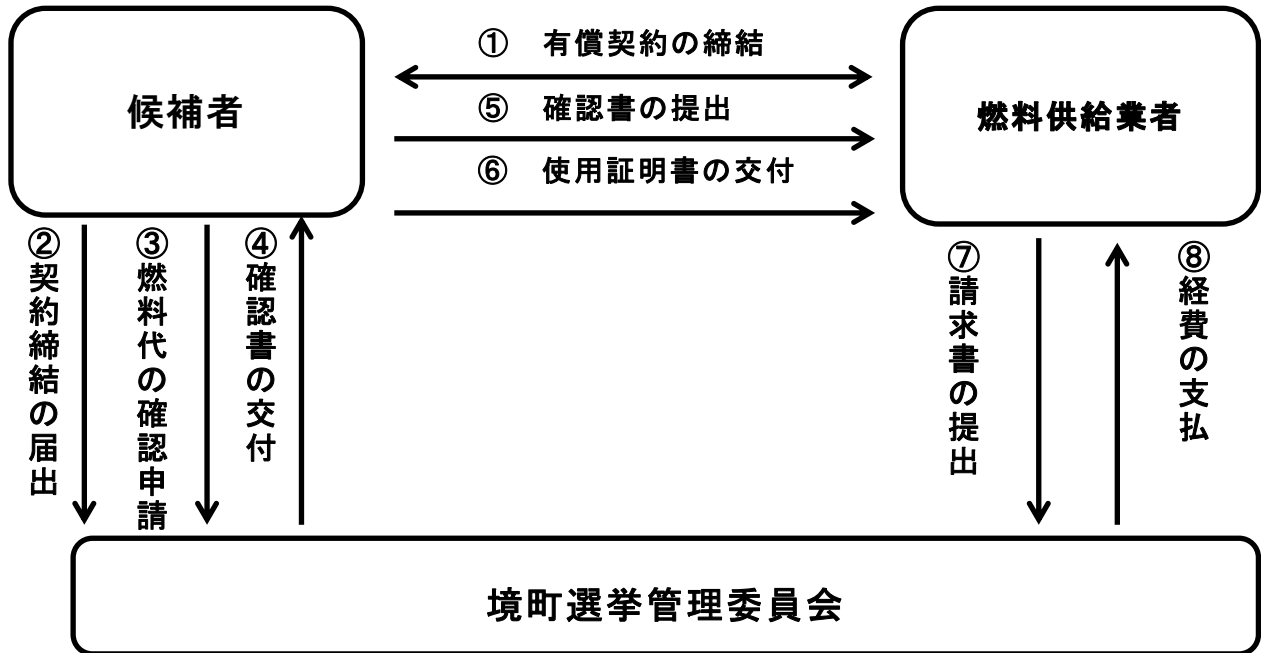 候補者
① 有償契約の締結
⑤ 確認書の提出
⑥ 使用証明書の交付
燃料供給業者
②契約締結の届出
③燃料代の確認申請
④確認書の交付
⑦請求書の提出
⑧経費の支払
境町選挙管理委員会